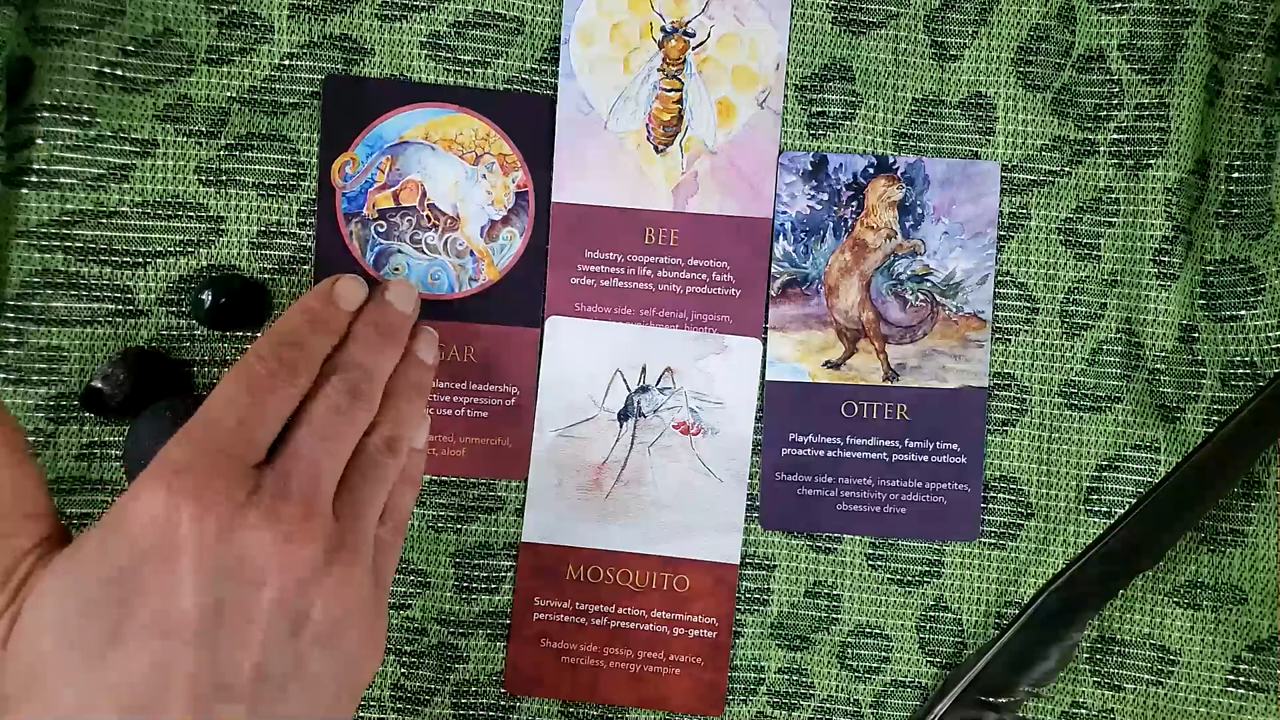 GAR
alanced leadership,
ctive expression of
ic use of time
arted, unmerciful,
ct, aloof
BEE
Industry, cooperation, devotion,
sweetness in life, abundance, faith,
order, selflessness, unity, productivity
Shadow side: self-denial, jingoism,
punishment, bigotry
MOSQUITO
Survival, targeted action, determination,
persistence, self-preservation, go-getter
Shadow side: gossip, greed, avarice,
merciless, energy vampire
OTTER
Playfulness, friendliness, family time,
proactive achievement, positive outlook
Shadow side: naiveté, insatiable appetites,
chemical sensitivity or addiction,
obsessive drive